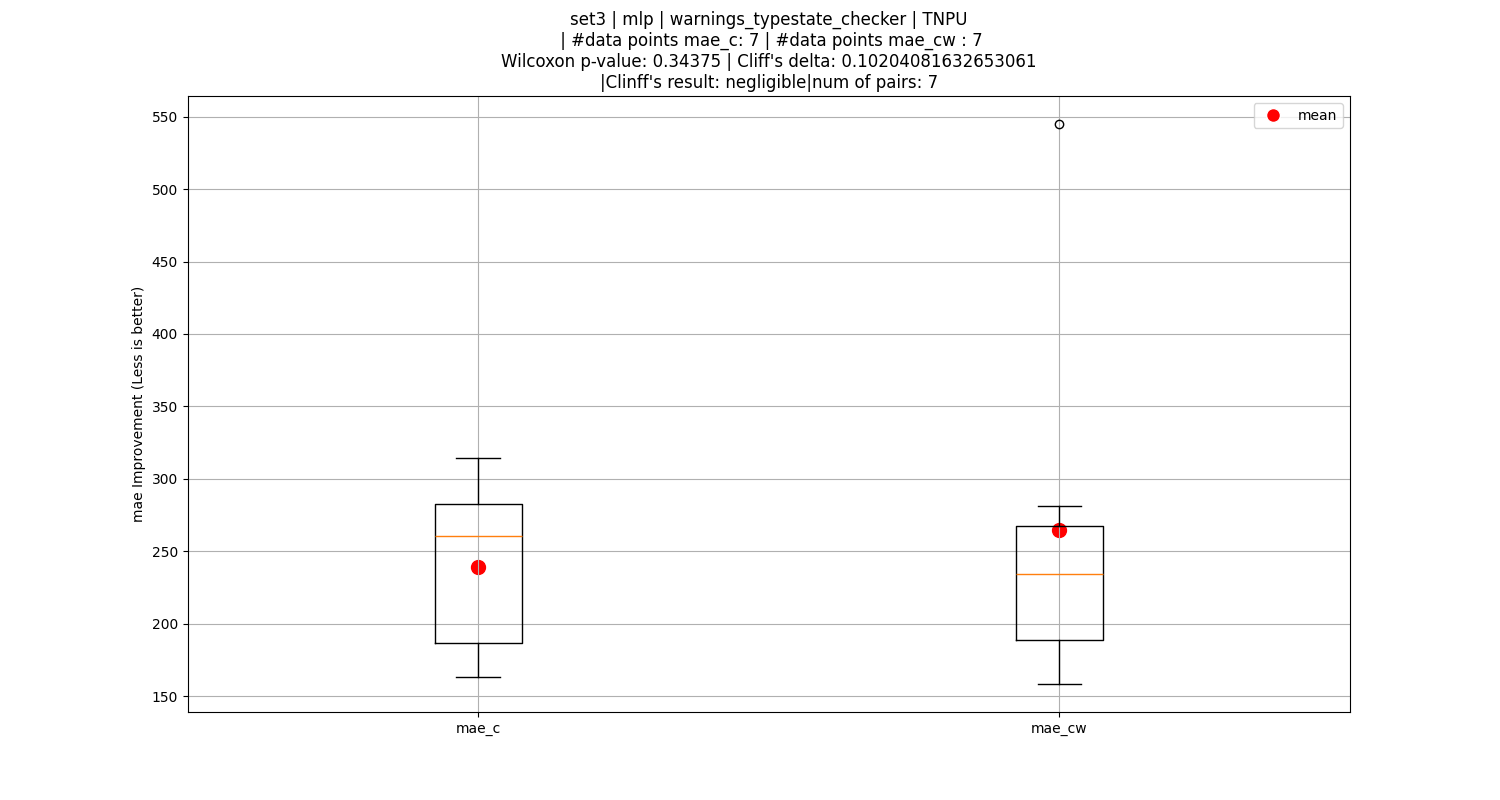 set3 | mlp | warnings_typestate_checker | TNPU
| #data points mae_c: 7 | #data points mae_cw : 7
Wilcoxon p-value: 0.34375 | Cliff's delta: 0.10204081632653061
|Clinff's result: negligible|num of pairs: 7
mean
mae Improvement (Less is better)
550
500
450
400
350
300
250
200
150
mae_c
mae_cw